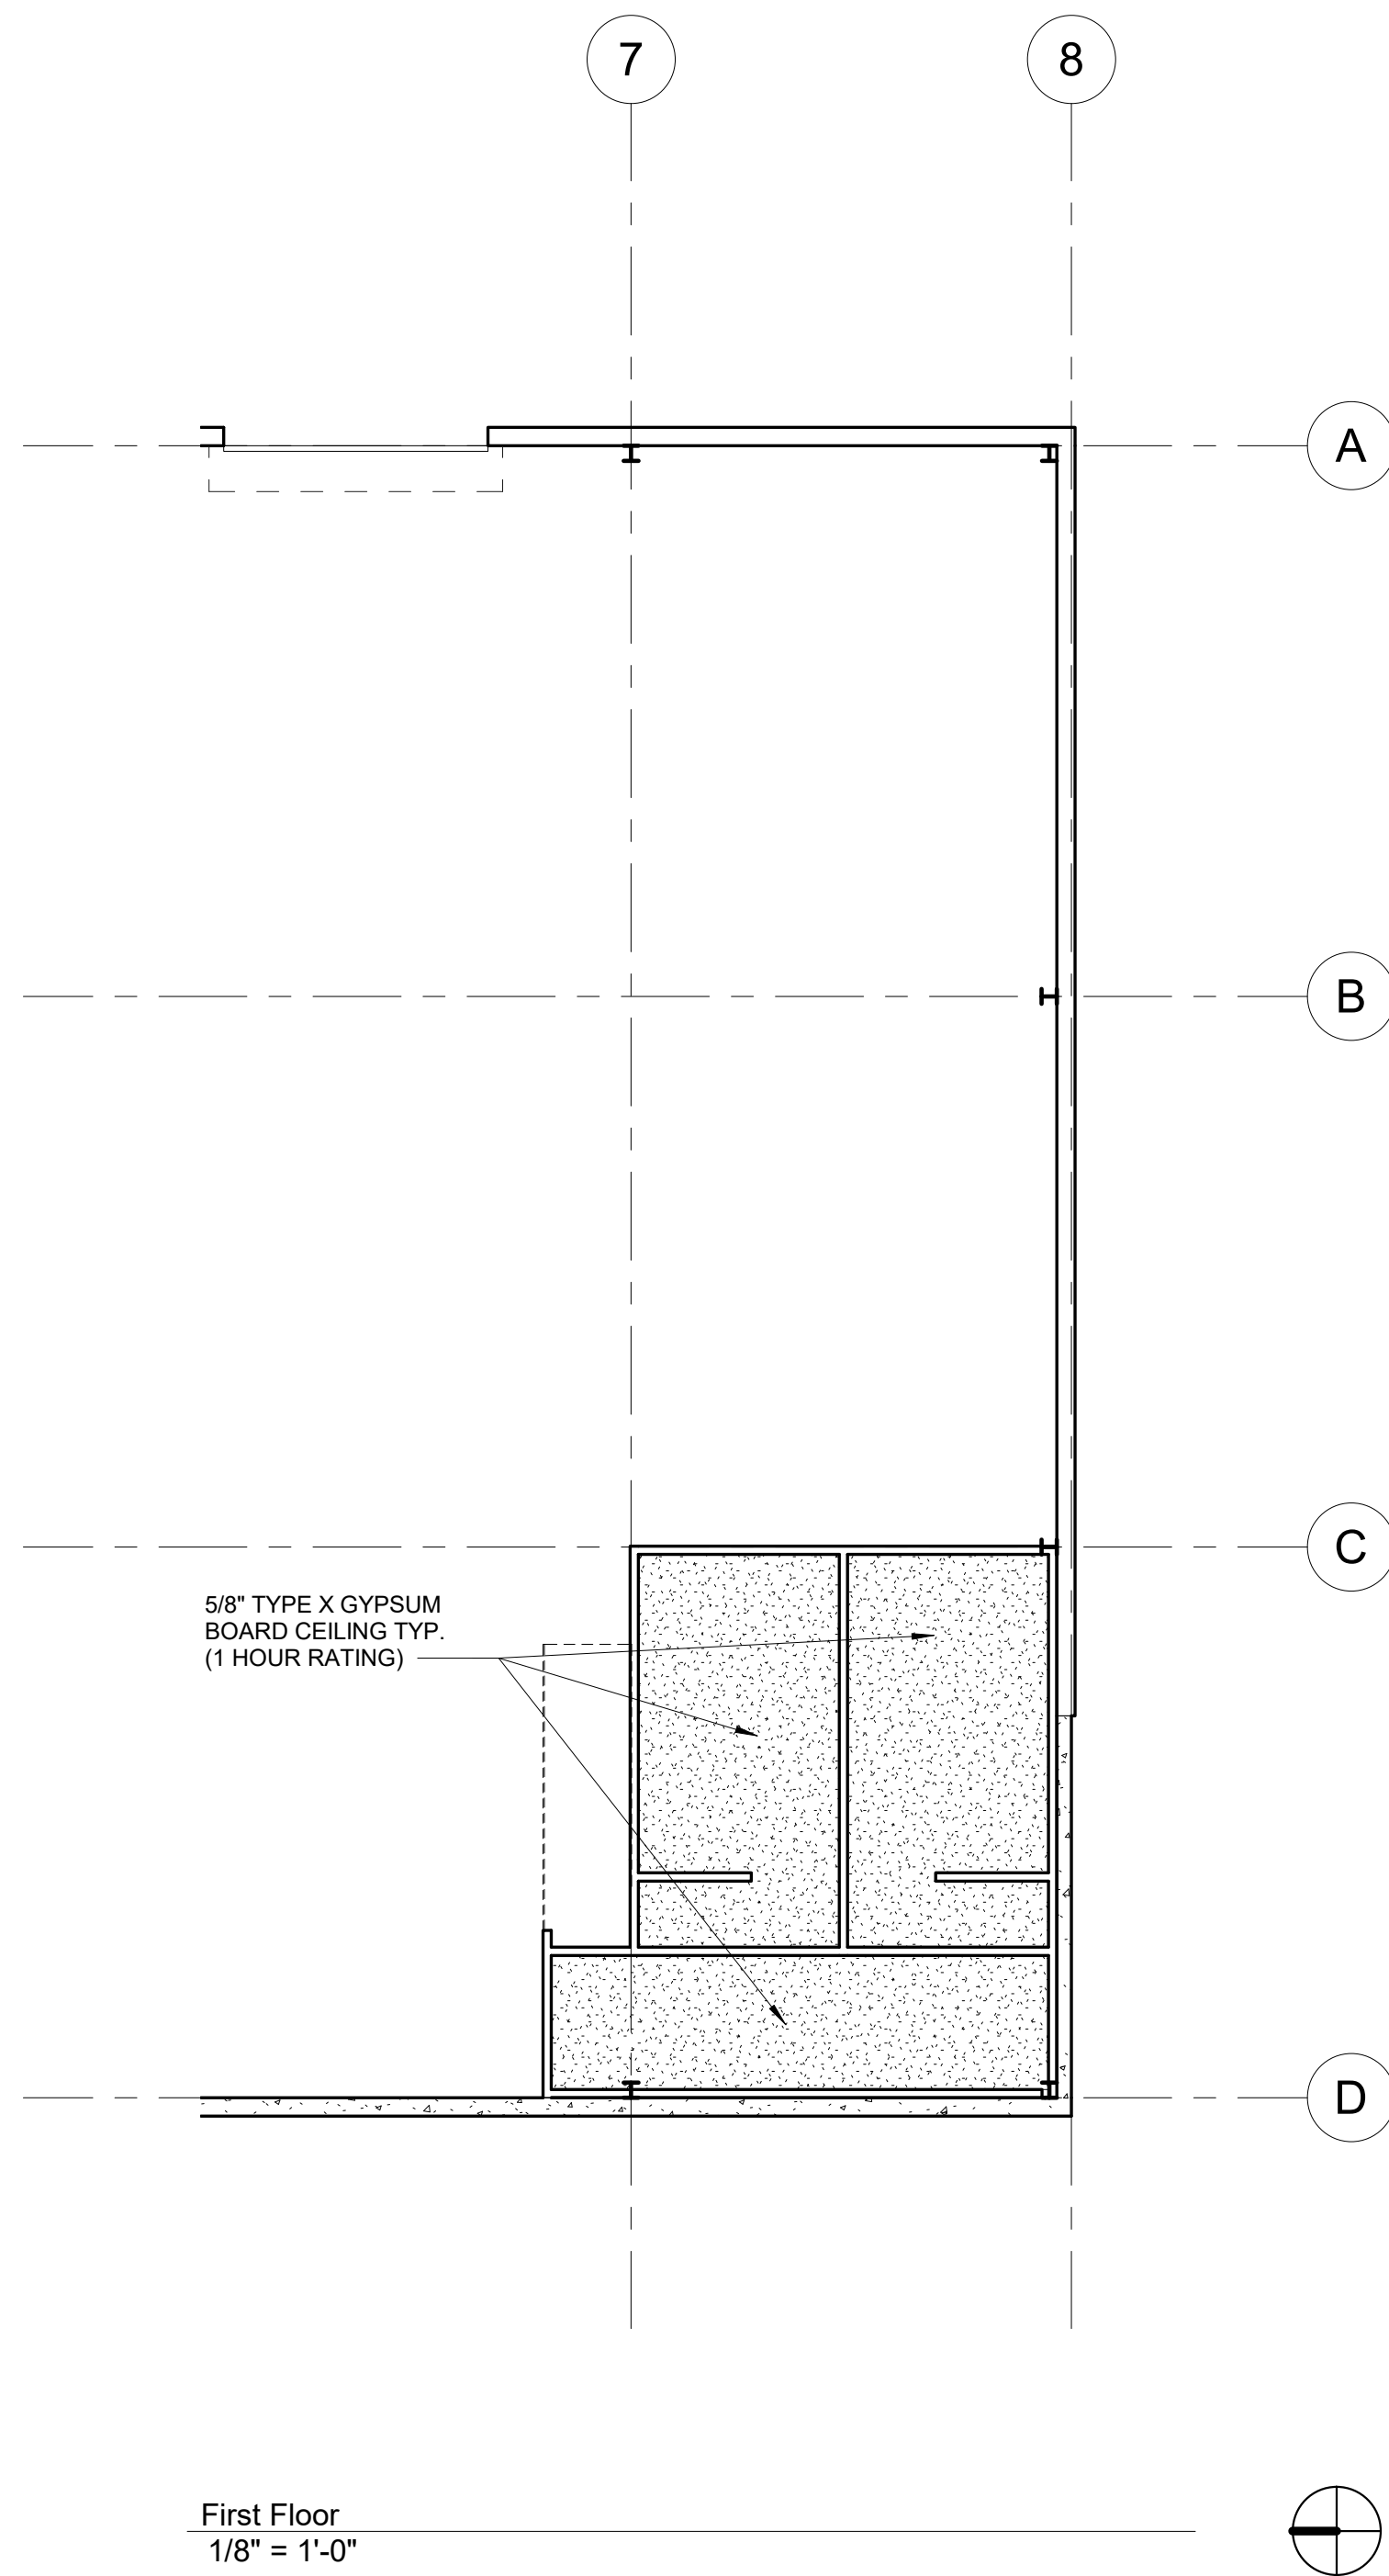 7
8
A
B
C
5/8" TYPE X GYPSUM
BOARD CEILING TYP.
(1 HOUR RATING)
D
First Floor
1/8" = 1'-0"